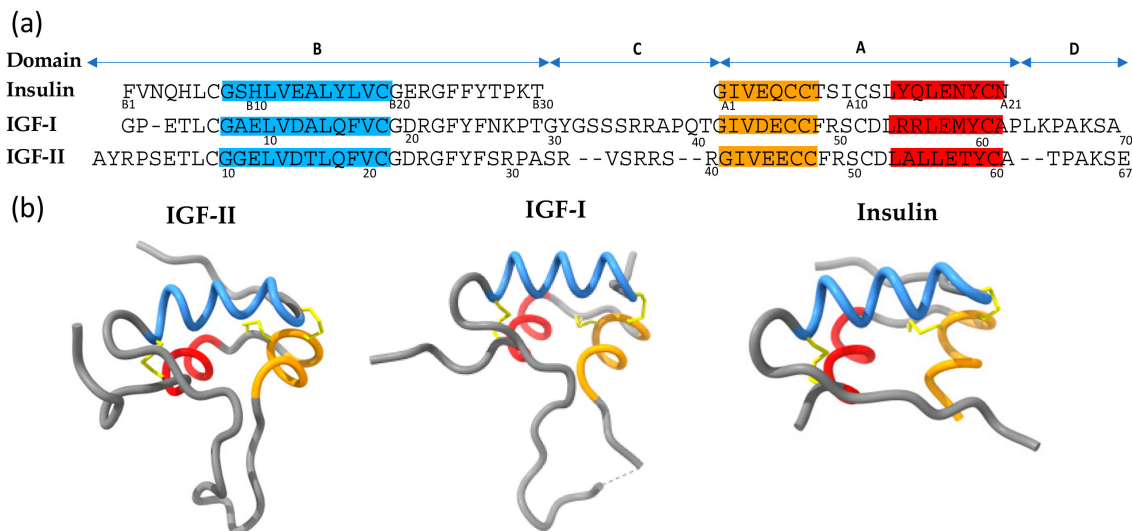 (a)
B C A D
Domain
Insulin FVNQHLCGSHLVEALYLVCGERGFFYTPKT GIVEQCCTSICSLYQLENYCN
B1 B10 B20 B30 A1 A10 A21
IGF-I GP-ETLCGAELVDALQFVCGDRGFYFNKPTGYGSSSRRAPQTGIVDECCFRSCDLRRLEMYCAPLKPAKSA
10 20 30 40 50 60 70
IGF-II AYRPSETLCGGELVDTLQFVCGDRGFYFSRPASR--VSRRS-RGIVEECCFRSCDLALLETYCA--TPAKSE
10 20 30 40 50 60 67
(b)
IGF-II IGF-I Insulin